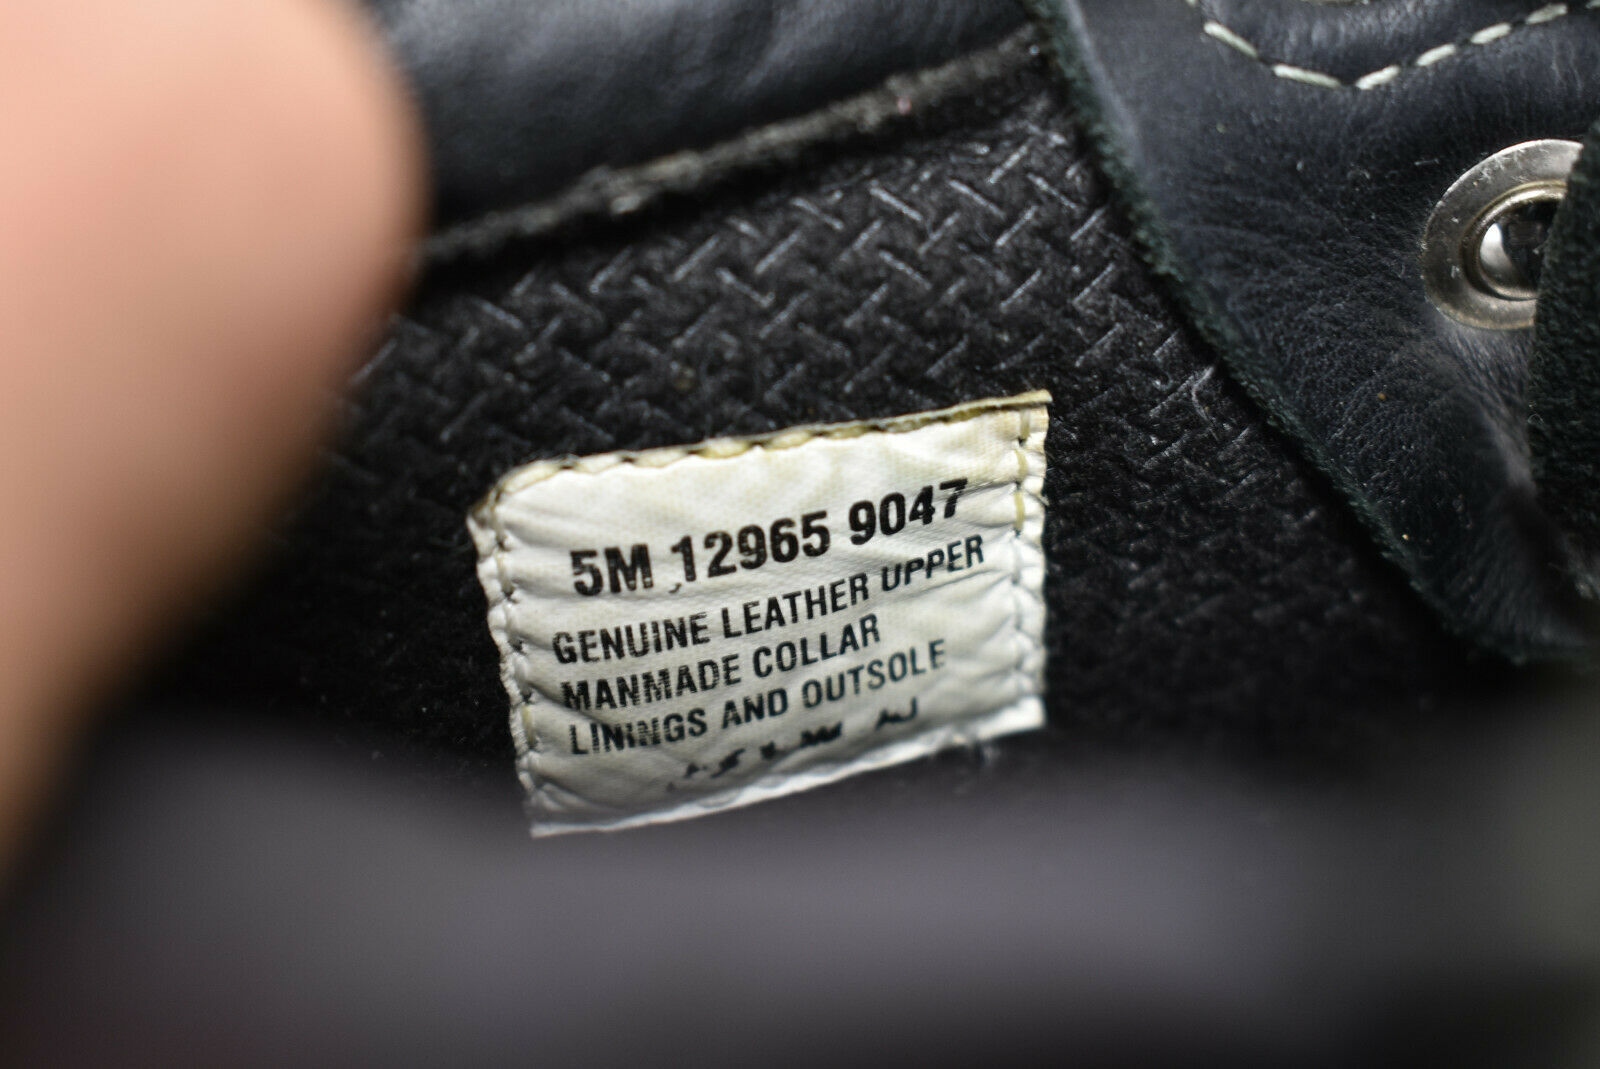 5M 12965 9047
GENUINE LEATHER UPPER
MANMADE COLLAR
LININGS AND OUTSOLE